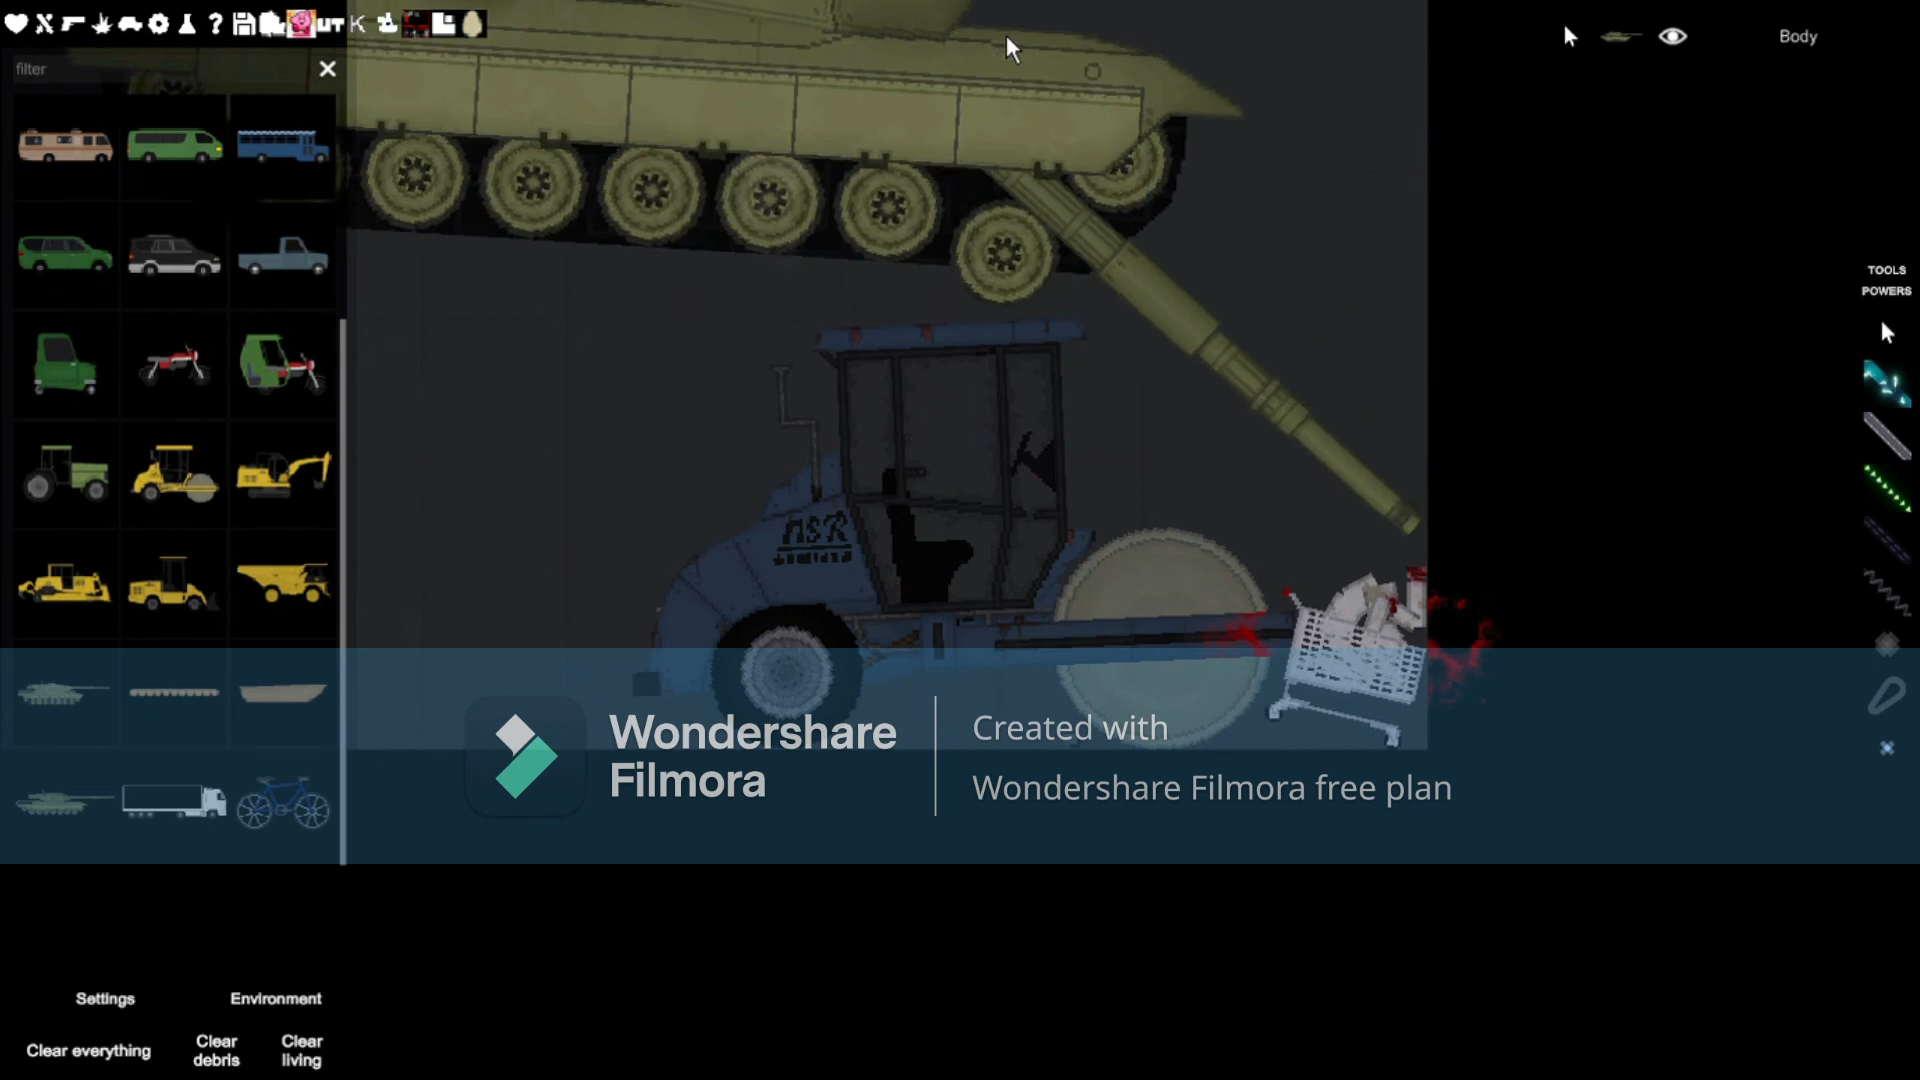 UT
filter
Body
TOOLS
POWERS
Wondershare
Filmora
Created with
Wondershare Filmora free plan
Settings
Environment
Clear everything
Clear
debris
Clear
living